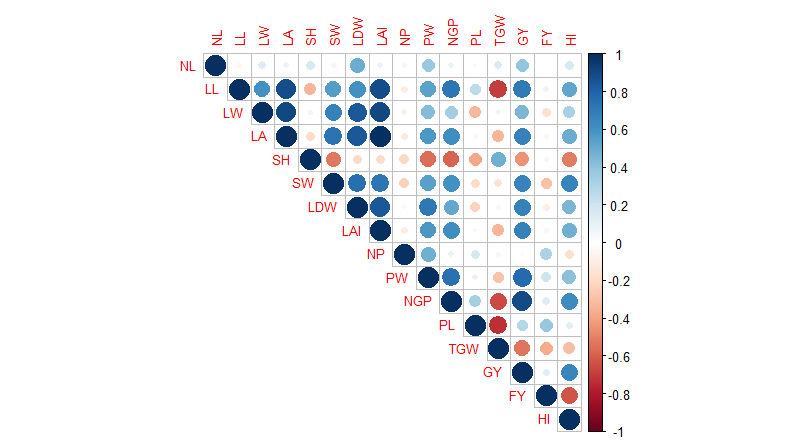 NL LL LW LA SH SW LDW LAI NP PW NGP PL TGW GY FY HI
NL
LL
LW
LA
SH
SW
LDW
LAI
NP
PW
NGP
PL
TGW
GY
FY
HI
1
0.8
0.6
0.4
0.2
0
-0.2
-0.4
-0.6
-0.8
-1